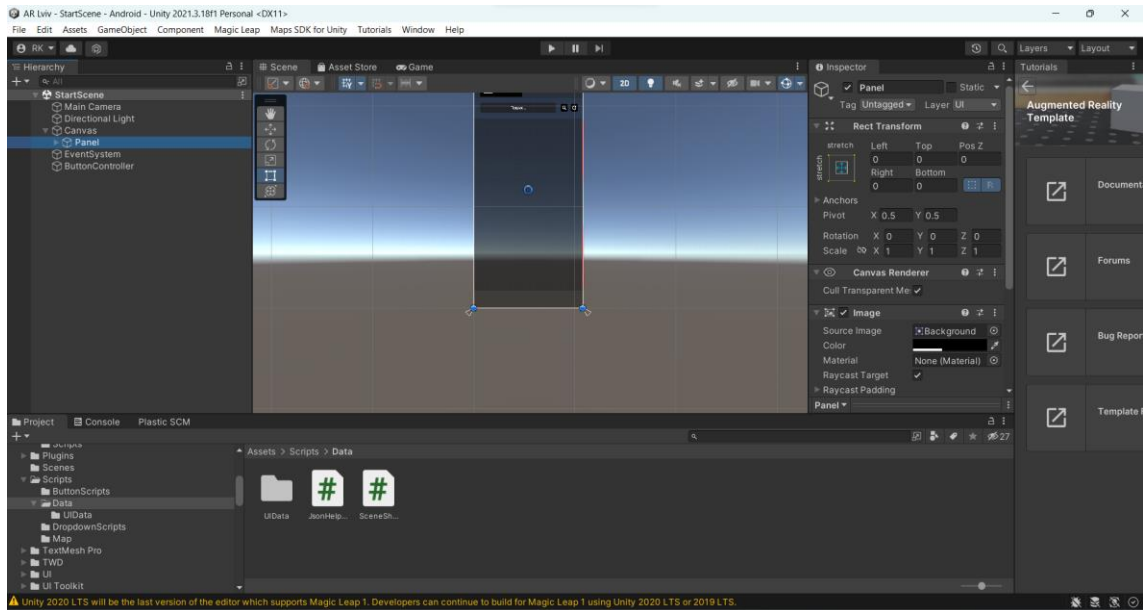 AR Lviv - StartScene - Android - Unity 2021.3.18f1 Personal <DX11>
File Edit Assets GameObject Component Magic Leap Maps SDK for Unity Tutorials Window Help
RK Layers Layout
Hierarchy Scene Asset Store Game Inspector Tutorials
All 2D Panel Static
StartScene Tag Untagged Layer UI Augmented Reality
Main Camera Template
Directional Light Rect Transform
Canvas stretch Left Top Pos Z
Panel stretch 0 0 0
EventSystem Right Bottom
ButtonController 0 0 R Document
Anchors
Pivot X 0.5 Y 0.5
Rotation X 0 Y 0 Z 0
Scale X 1 Y 1 Z 1
Forums
Canvas Renderer
Cull Transparent Me
Image
Source Image Background
Color Bug Repor
Material None (Material)
Raycast Target
Raycast Padding
Panel
Project Console Plastic SCM
Template
27
Scripts
Plugins Assets > Scripts > Data
Scenes
Scripts
ButtonScripts
Data
UIData UIData JsonHelp... SceneSh...
DropdownScripts
Map
TextMesh Pro
TWD
UI
UI Toolkit
Unity 2020 LTS will be the last version of the editor which supports Magic Leap 1. Developers can continue to build for Magic Leap 1 using Unity 2020 LTS or 2019 LTS.